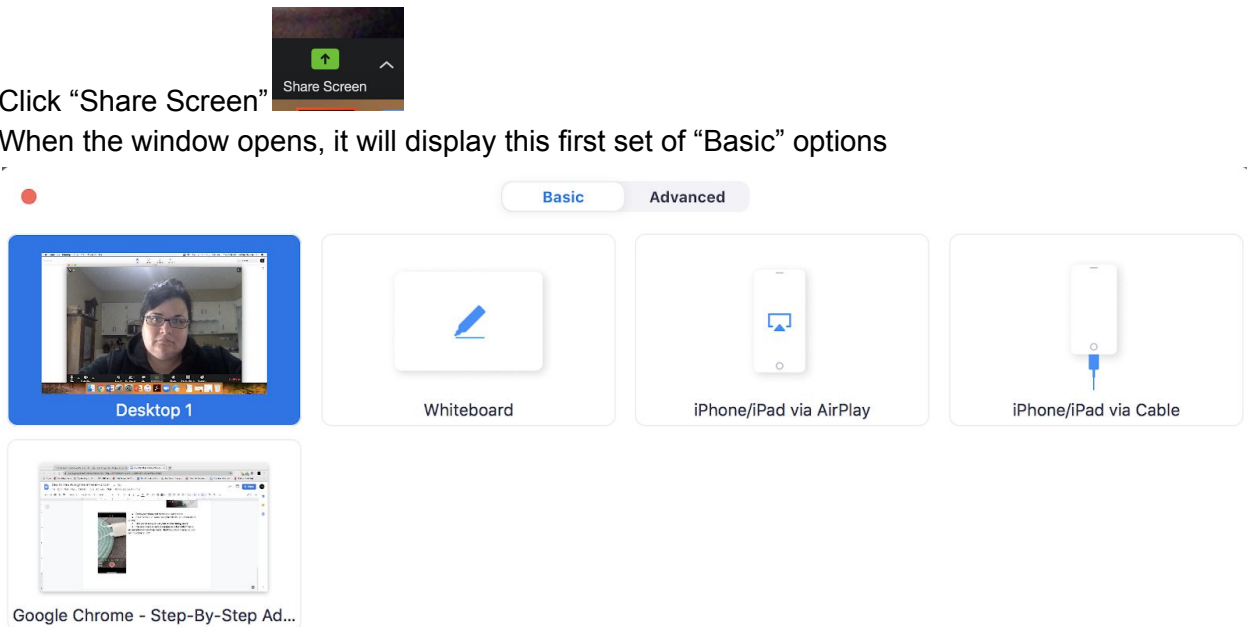 Share Screen
Click “Share Screen”
When the window opens, it will display this first set of “Basic” options
Basic Advanced
Desktop 1 Whiteboard iPhone/iPad via AirPlay iPhone/iPad via Cable
Google Chrome - Step-By-Step Ad...